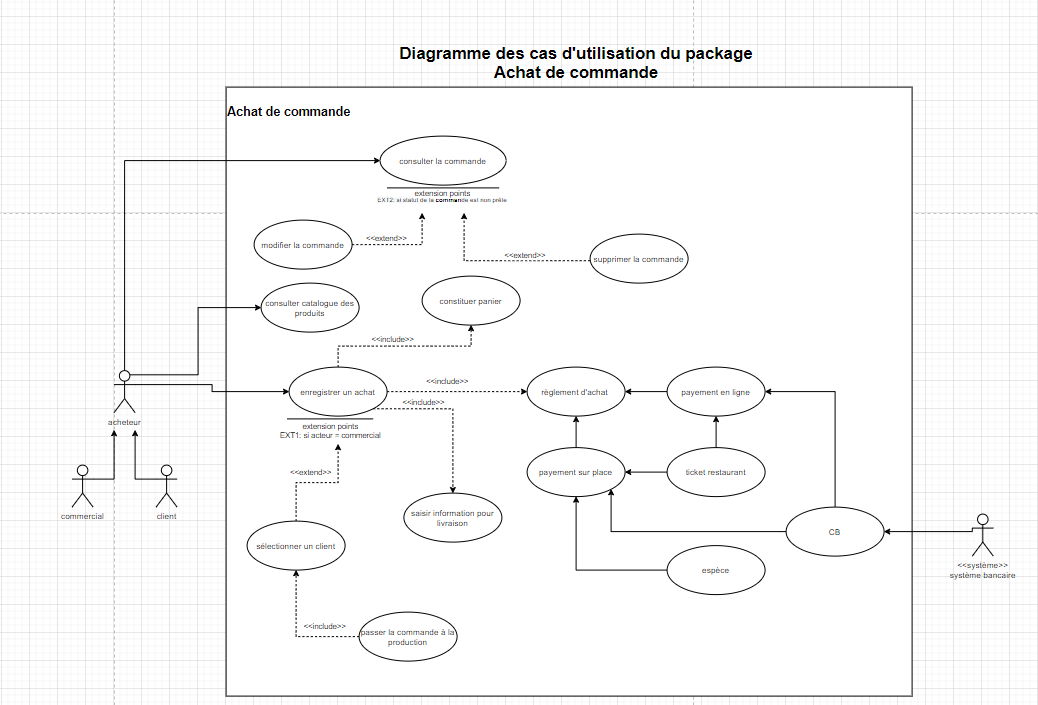 Diagramme des cas d'utilisation du package
Achat de commande
Achat de commande
consulter la commande
extension points
EXT2: si statut de la commande est non prête
modifier la commande
<<extend>>
<<extend>>
supprimer la commande
consulter catalogue des
produits
constituer panier
<<include>>
enregistrer un achat
<<include>>
<<include>>
extension points
EXT1: si acteur = commercial
règlement d'achat
payement en ligne
acheteur
commercial
client
<<extend>>
payement sur place
ticket restaurant
saisir information pour
livraison
sélectionner un client
CB
espèce
<<système>>
système bancaire
<<include>>
passer la commande à la
production